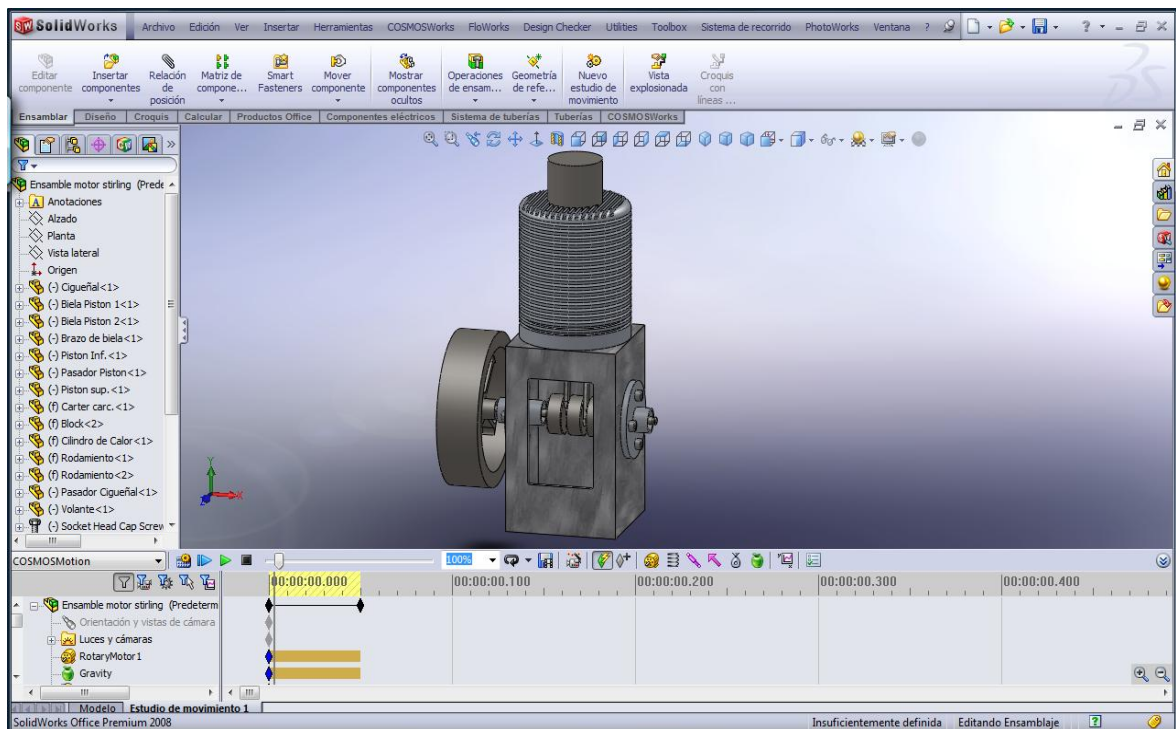 SolidWorks Archivo Edición Ver Insertar Herramientas COSMOSWorks FloWorks Design Checker Utilities Toolbox Sistema de recorrido PhotoWorks Ventana ?
Editar componente
Insertar componentes
Relación de posición
Matriz de compone...
Smart Fasteners
Mover componente
Mostrar componentes ocultos
Operaciones de ensam...
Geometría de refe...
Nuevo estudio de movimiento
Vista explosionada
Croquis con líneas ...
Ensamblar Diseño Croquis Calcular Productos Office Componentes eléctricos Sistema de tuberías Tuberías COSMOSWorks
Ensamble motor stirling (Prede
Anotaciones
Alzado
Planta
Vista lateral
Origen
(-) Cigueñal<1>
(-) Biela Piston 1<1>
(-) Biela Piston 2<1>
(-) Brazo de biela<1>
(-) Piston Inf.<1>
(-) Pasador Piston<1>
(-) Piston sup.<1>
(f) Carter carc.<1>
(f) Block<2>
(f) Cilindro de Calor<1>
(f) Rodamiento<1>
(f) Rodamiento<2>
(-) Pasador Cigueñal<1>
(-) Volante<1>
(-) Socket Head Cap Screw
Y
X
Z
COSMOSMotion 100%
00:00:00.000 00:00:00.100 00:00:00.200 00:00:00.300 00:00:00.400
Ensamble motor stirling (Predeterm
Orientación y vistas de cámara
Luces y cámaras
RotaryMotor1
Gravity
Modelo Estudio de movimiento 1
SolidWorks Office Premium 2008 Insuficientemente definida Editando Ensamblaje ?